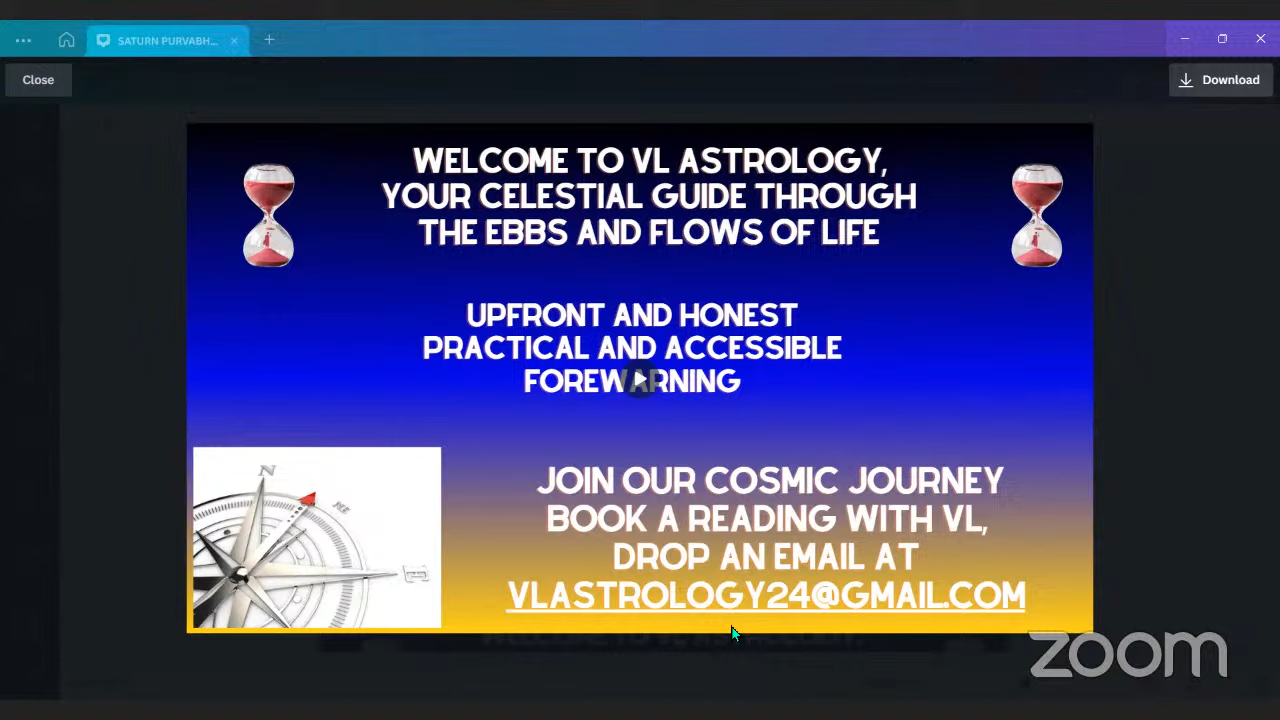 SATURN PURVABH...
Close
Download
WELCOME TO VL ASTROLOGY,
YOUR CELESTIAL GUIDE THROUGH
THE EBBS AND FLOWS OF LIFE
UPFRONT AND HONEST
PRACTICAL AND ACCESSIBLE
FOREWARNING
N
NE
E
JOIN OUR COSMIC JOURNEY
BOOK A READING WITH VL,
DROP AN EMAIL AT
VLASTROLOGY24@GMAIL.COM
zoom